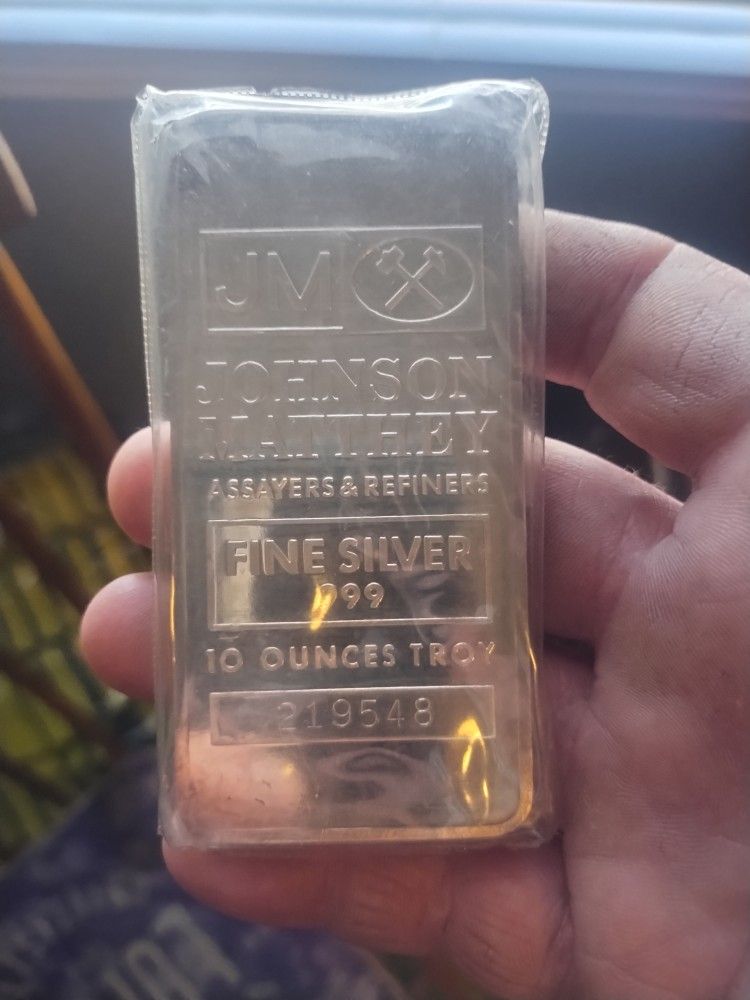 JM
JOHNSON
MATTHEY
ASSAYERS & REFINERS
FINE SILVER
999
10 OUNCES TROY
219548